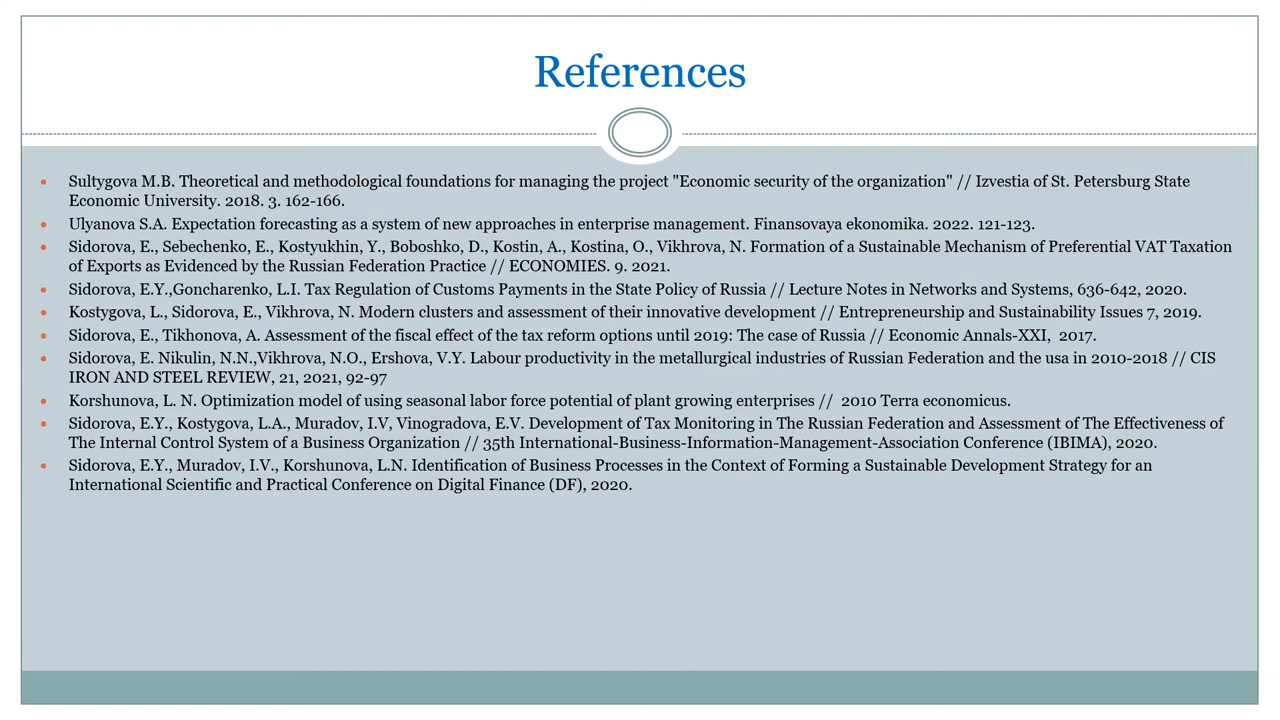 References
• Sultygova M.B. Theoretical and methodological foundations for managing the project "Economic security of the organization" // Izvestia of St. Petersburg State
Economic University. 2018. 3. 162-166.
• Ulyanova S.A. Expectation forecasting as a system of new approaches in enterprise management. Finansovaya ekonomika. 2022. 121-123.
• Sidorova, E., Sebechenko, E., Kostyukhin, Y., Boboshko, D., Kostin, A., Kostina, O., Vikhrova, N. Formation of a Sustainable Mechanism of Preferential VAT Taxation
of Exports as Evidenced by the Russian Federation Practice // ECONOMIES. 9. 2021.
• Sidorova, E.Y.,Goncharenko, L.I. Tax Regulation of Customs Payments in the State Policy of Russia // Lecture Notes in Networks and Systems, 636-642, 2020.
• Kostygova, L., Sidorova, E., Vikhrova, N. Modern clusters and assessment of their innovative development // Entrepreneurship and Sustainability Issues 7, 2019.
• Sidorova, E., Tikhonova, A. Assessment of the fiscal effect of the tax reform options until 2019: The case of Russia // Economic Annals-XXI,  2017.
• Sidorova, E. Nikulin, N.N.,Vikhrova, N.O., Ershova, V.Y. Labour productivity in the metallurgical industries of Russian Federation and the usa in 2010-2018 // CIS
IRON AND STEEL REVIEW, 21, 2021, 92-97
• Korshunova, L. N. Optimization model of using seasonal labor force potential of plant growing enterprises //  2010 Terra economicus.
• Sidorova, E.Y., Kostygova, L.A., Muradov, I.V, Vinogradova, E.V. Development of Tax Monitoring in The Russian Federation and Assessment of The Effectiveness of
The Internal Control System of a Business Organization // 35th International-Business-Information-Management-Association Conference (IBIMA), 2020.
• Sidorova, E.Y., Muradov, I.V., Korshunova, L.N. Identification of Business Processes in the Context of Forming a Sustainable Development Strategy for an
International Scientific and Practical Conference on Digital Finance (DF), 2020.